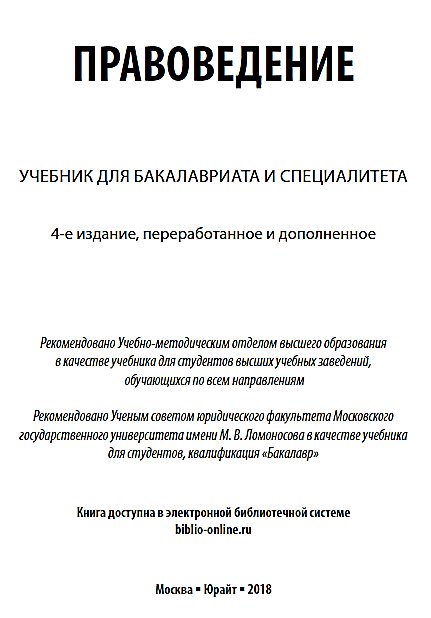 ПРАВОВЕДЕНИЕ
УЧЕБНИК ДЛЯ БАКАЛАВРИАТА И СПЕЦИАЛИТЕТА
4-е издание, переработанное и дополненное
Рекомендовано Учебно-методическим отделом высшего образования
в качестве учебника для студентов высших учебных заведений,
обучающихся по всем направлениям
Рекомендовано Ученым советом юридического факультета Московского
государственного университета имени М. В. Ломоносова в качестве учебника
для студентов, квалификация «Бакалавр»
Книга доступна в электронной библиотечной системе
biblio-online.ru
Москва ▪ Юрайт ▪ 2018